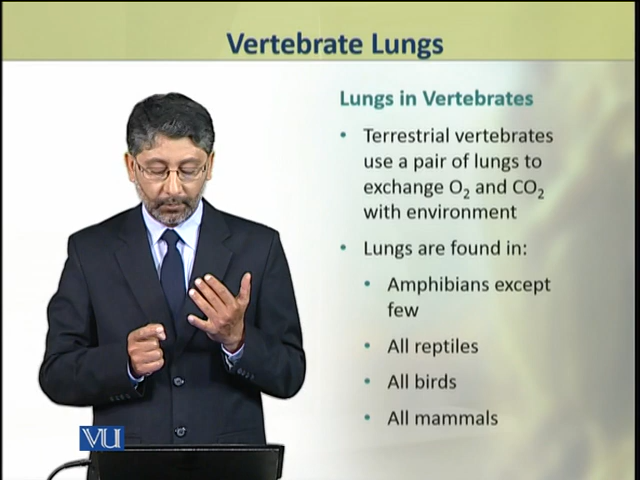 Vertebrate Lungs
Lungs in Vertebrates
• Terrestrial vertebrates
use a pair of lungs to
exchange O₂ and CO₂
with environment
• Lungs are found in:
• Amphibians except
few
• All reptiles
• All birds
• All mammals
VU